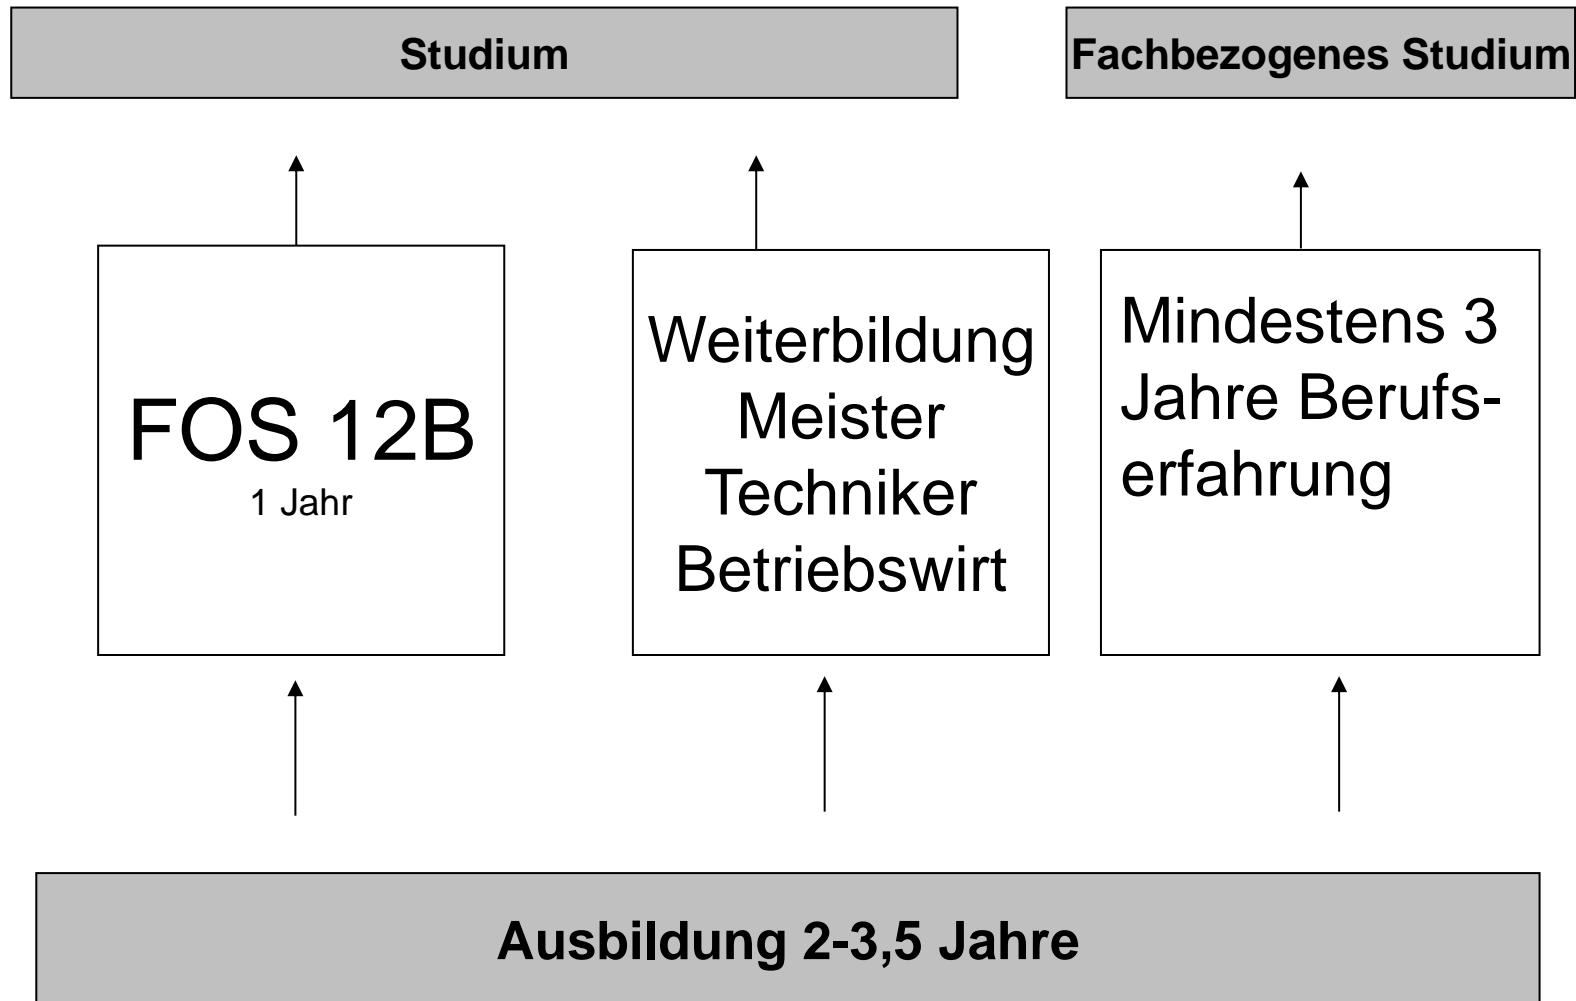 Studium
Fachbezogenes Studium
FOS 12B
1 Jahr
Weiterbildung
Meister
Techniker
Betriebswirt
Mindestens 3
Jahre Berufs-
erfahrung
Ausbildung 2-3,5 Jahre